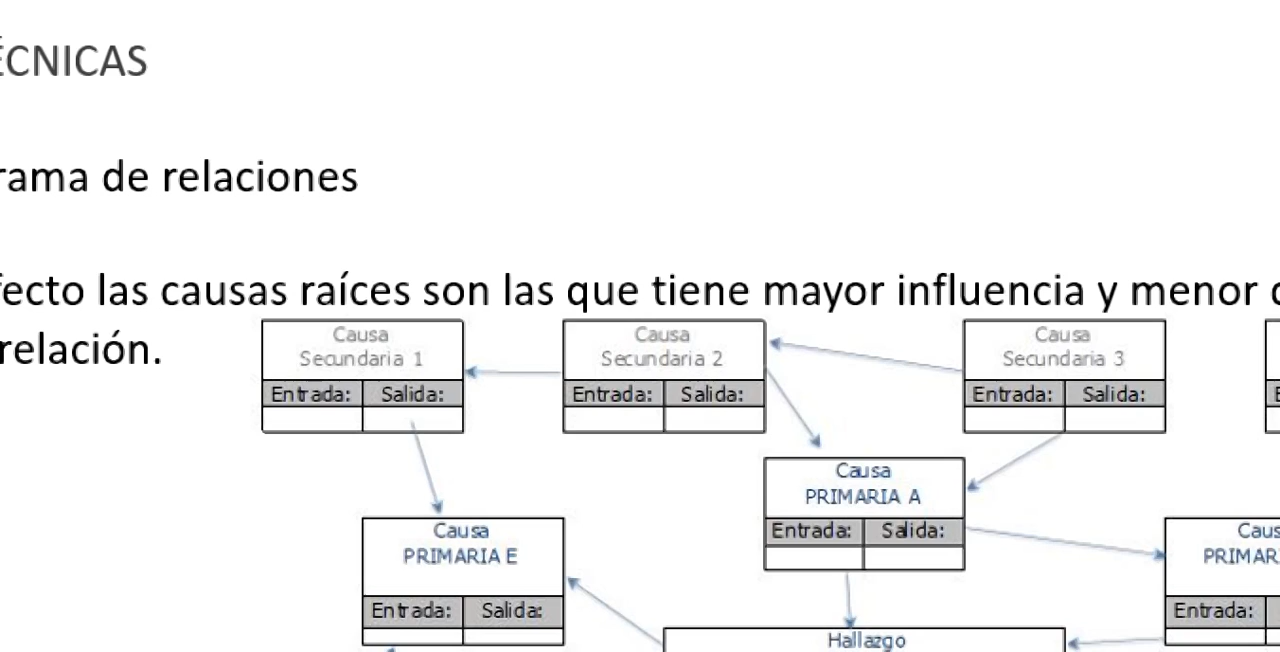 ÉCNICAS
rama de relaciones
fecto las causas raíces son las que tiene mayor influencia y menor
relación.
Causa
Secundaria 1
Entrada: Salida:
Causa
Secundaria 2
Entrada: Salida:
Causa
Secundaria 3
Entrada: Salida:
Causa
PRIMARIA A
Entrada: Salida:
Causa
PRIMARIA E
Entrada: Salida:
Caus
PRIMAR
Entrada:
Hallazgo